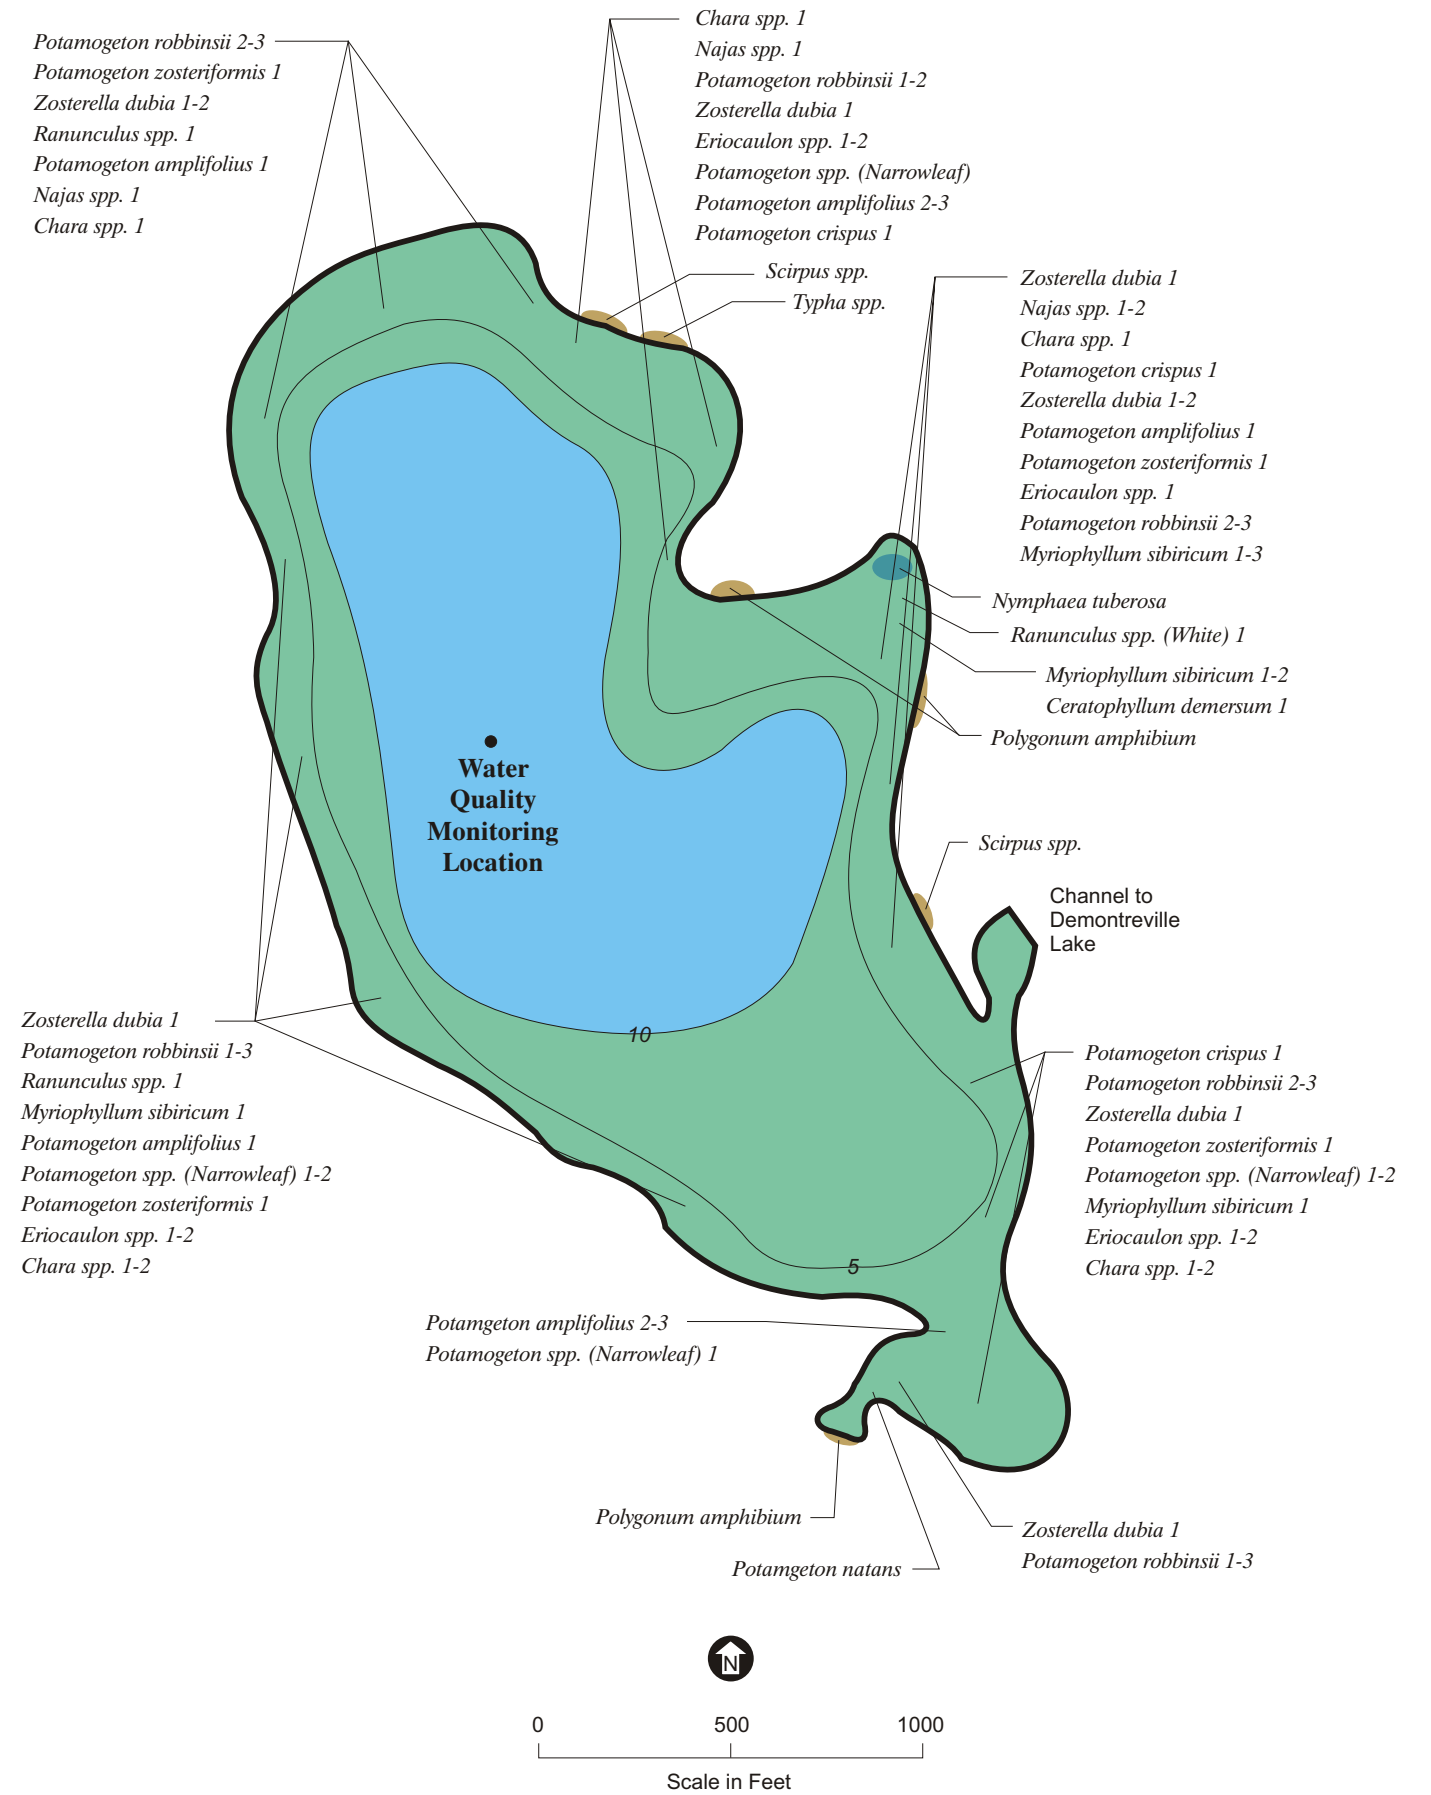 Potamogeton robbinsii 2-3
Potamogeton zosteriformis 1
Zosterella dubia 1-2
Ranunculus spp. 1
Potamogeton amplifolius 1
Najas spp. 1
Chara spp. 1
Chara spp. 1
Najas spp. 1
Potamogeton robbinsii 1-2
Zosterella dubia 1
Eriocaulon spp. 1-2
Potamogeton spp. (Narrowleaf)
Potamogeton amplifolius 2-3
Potamogeton crispus 1
Scirpus spp.
Typha spp.
Zosterella dubia 1
Najas spp. 1-2
Chara spp. 1
Potamogeton crispus 1
Zosterella dubia 1-2
Potamogeton amplifolius 1
Potamogeton zosteriformis 1
Eriocaulon spp. 1
Potamogeton robbinsii 2-3
Myriophyllum sibiricum 1-3
Nymphaea tuberosa
Ranunculus spp. (White) 1
Myriophyllum sibiricum 1-2
Ceratophyllum demersum 1
Polygonum amphibium
Water
Quality
Monitoring
Location
Scirpus spp.
Channel to
Demontreville
Lake
Zosterella dubia 1
Potamogeton robbinsii 1-3
Ranunculus spp. 1
Myriophyllum sibiricum 1
Potamogeton amplifolius 1
Potamogeton spp. (Narrowleaf) 1-2
Potamogeton zosteriformis 1
Eriocaulon spp. 1-2
Chara spp. 1-2
10
Potamogeton crispus 1
Potamogeton robbinsii 2-3
Zosterella dubia 1
Potamogeton zosteriformis 1
Potamogeton spp. (Narrowleaf) 1-2
Myriophyllum sibiricum 1
Eriocaulon spp. 1-2
Chara spp. 1-2
5
Potamgeton amplifolius 2-3
Potamogeton spp. (Narrowleaf) 1
Polygonum amphibium
Potamgeton natans
Zosterella dubia 1
Potamogeton robbinsii 1-3
N
0 500 1000
Scale in Feet